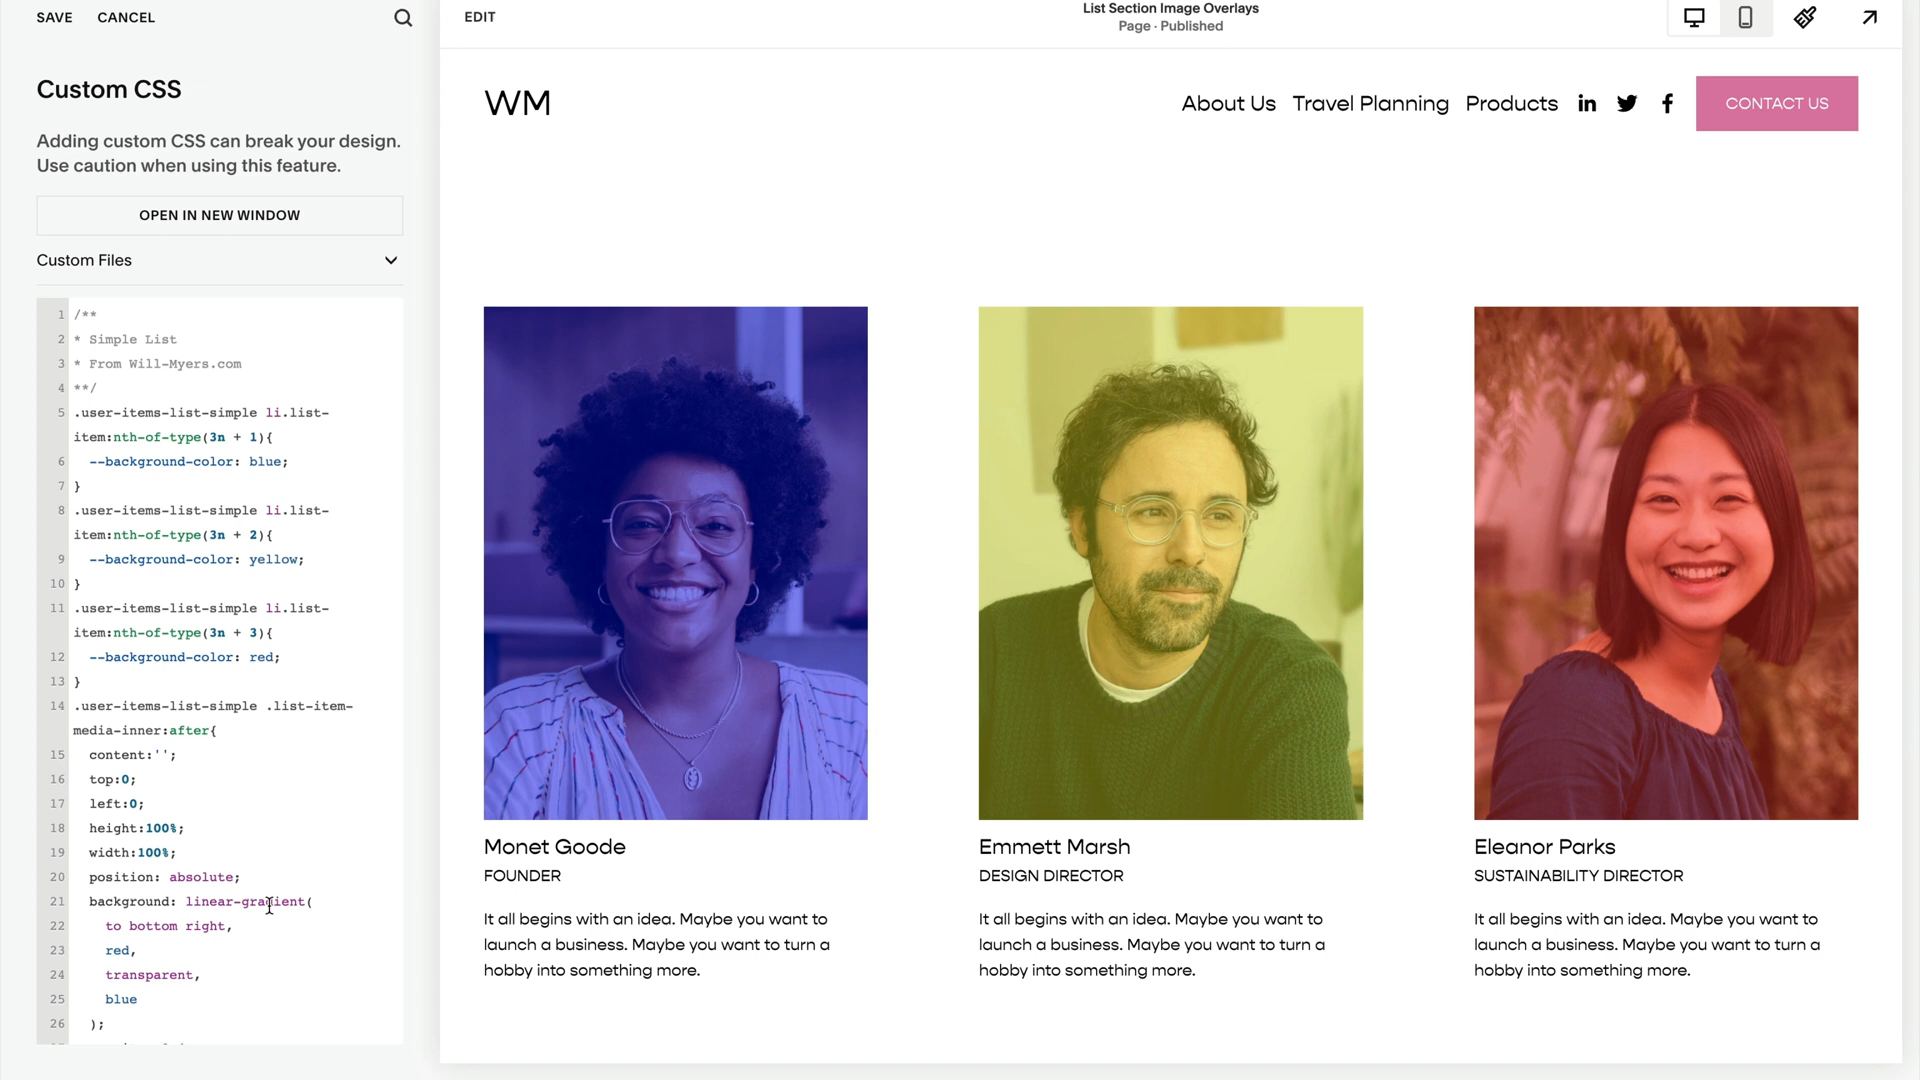 SAVE CANCEL
Custom CSS
Adding custom CSS can break your design.
Use caution when using this feature.
OPEN IN NEW WINDOW
Custom Files
1 /**
2 * Simple List
3 * From Will-Myers.com
4 **/
5 .user-items-list-simple li.list-
item:nth-of-type(3n + 1){
6 --background-color: blue;
7 }
8 .user-items-list-simple li.list-
item:nth-of-type(3n + 2){
9 --background-color: yellow;
10 }
11 .user-items-list-simple li.list-
item:nth-of-type(3n + 3){
12 --background-color: red;
13 }
14 .user-items-list-simple .list-item-
media-inner:after{
15 content:'';
16 top:0;
17 left:0;
18 height:100%;
19 width:100%;
20 position: absolute;
21 background: linear-gradient(
22 to bottom right,
23 red,
24 transparent,
25 blue
26 );
EDIT
List Section Image Overlays
Page · Published
WM
About Us Travel Planning Products in f CONTACT US
Monet Goode
FOUNDER
It all begins with an idea. Maybe you want to
launch a business. Maybe you want to turn a
hobby into something more.
Emmett Marsh
DESIGN DIRECTOR
It all begins with an idea. Maybe you want to
launch a business. Maybe you want to turn a
hobby into something more.
Eleanor Parks
SUSTAINABILITY DIRECTOR
It all begins with an idea. Maybe you want to
launch a business. Maybe you want to turn a
hobby into something more.